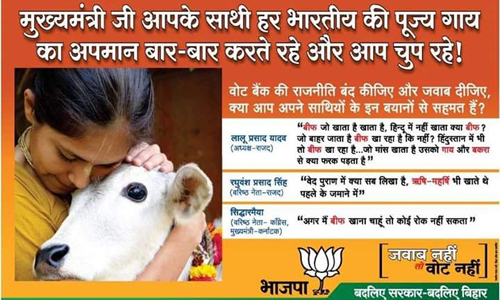 मुख्यमंत्री जी आपके साथी हर भारतीय की पूज्य गाय
का अपमान बार-बार करते रहे और आप चुप रहे!
वोट बैंक की राजनीति बंद कीजिए और जवाब दीजिए,
क्या आप अपने साथियों के इन बयानों से सहमत हैं?
लालू प्रसाद यादव
(अध्यक्ष-राजद)
“बीफ जो खाता है खाता है, हिन्दू में नहीं खाता क्या बीफ?
जो बाहर जाता है बीफ खा रहा है कि नहीं? हिंदुस्तान में भी
तो बीफ खा रहा है...जो मांस खाता है उसको गाय और बकरा
से क्या फरक पड़ता है”
रघुवंश प्रसाद सिंह
(वरिष्ठ नेता-राजद)
“वेद पुराण में क्या सब लिखा है, ऋषि-महर्षि भी खाते थे
पहले के जमाने में”
सिद्धारमैया
(वरिष्ठ नेता- कांग्रेस,
मुख्यमंत्री-कर्नाटक)
“अगर मैं बीफ खाना चाहूं तो कोई रोक नहीं सकता”
भाजपा
[जवाब नहीं
तो वोट नहीं]
बदलिए सरकार-बदलिए बिहार